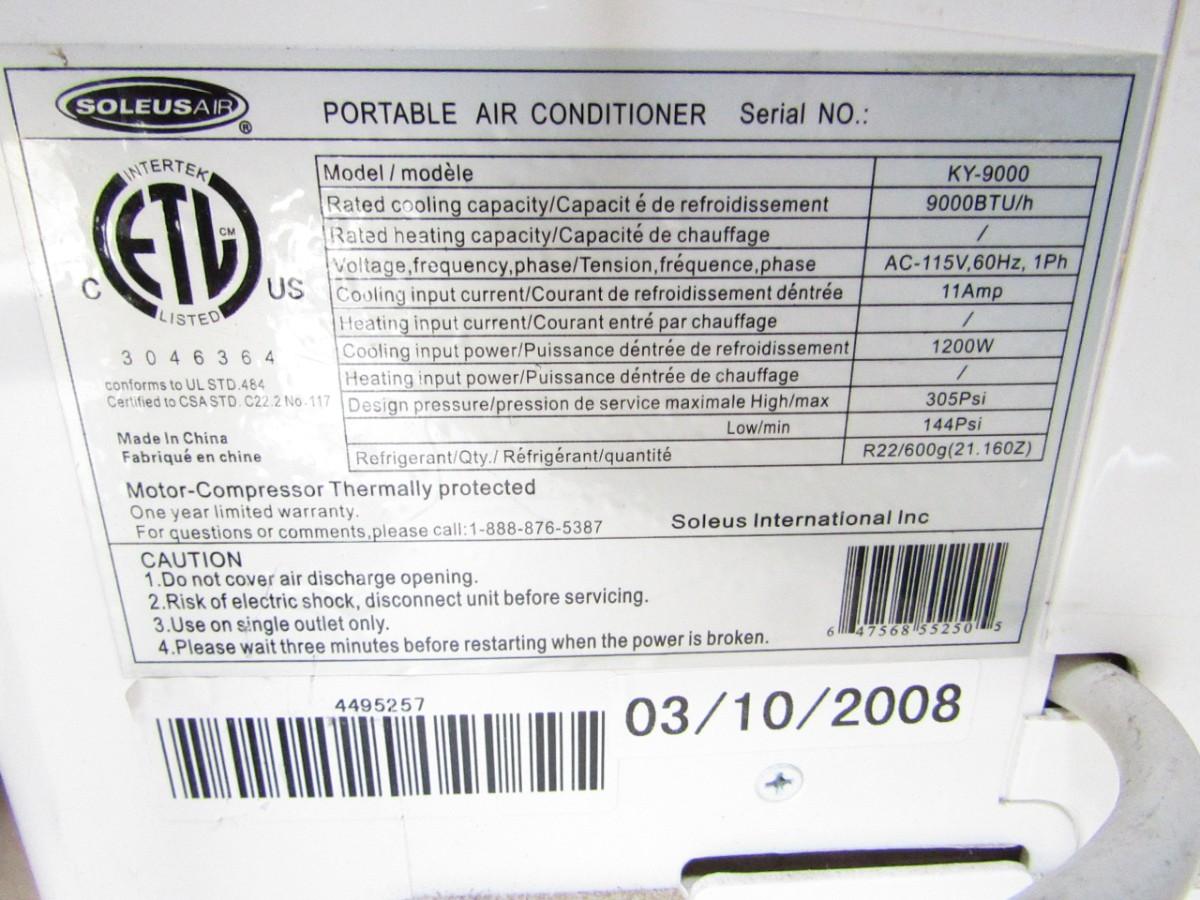 SOLEUSAIR ® PORTABLE AIR CONDITIONER Serial NO.:
INTERTEK
ETL CM
C US
LISTED
3046364
conforms to UL STD.484
Certified to CSA STD. C22.2 No.117
Made In China
Fabriqué en chine
Model / modèle KY-9000
Rated cooling capacity/Capacit é de refroidissement 9000BTU/h
Rated heating capacity/Capacité de chauffage /
Voltage,frequency,phase/Tension,fréquence,phase AC-115V,60Hz, 1Ph
Cooling input current/Courant de refroidissement déntrée 11Amp
Heating input current/Courant entré par chauffage /
Cooling input power/Puissance déntrée de refroidissement 1200W
Heating input power/Puissance déntrée de chauffage /
Design pressure/pression de service maximale High/max 305Psi
Low/min 144Psi
Refrigerant/Qty./ Réfrigérant/quantité R22/600g(21.16OZ)
Motor-Compressor Thermally protected
One year limited warranty.
For questions or comments,please call:1-888-876-5387 Soleus International Inc
CAUTION
1.Do not cover air discharge opening.
2.Risk of electric shock, disconnect unit before servicing.
3.Use on single outlet only.
4.Please wait three minutes before restarting when the power is broken.
6 47568 55250 5
4495257
03/10/2008